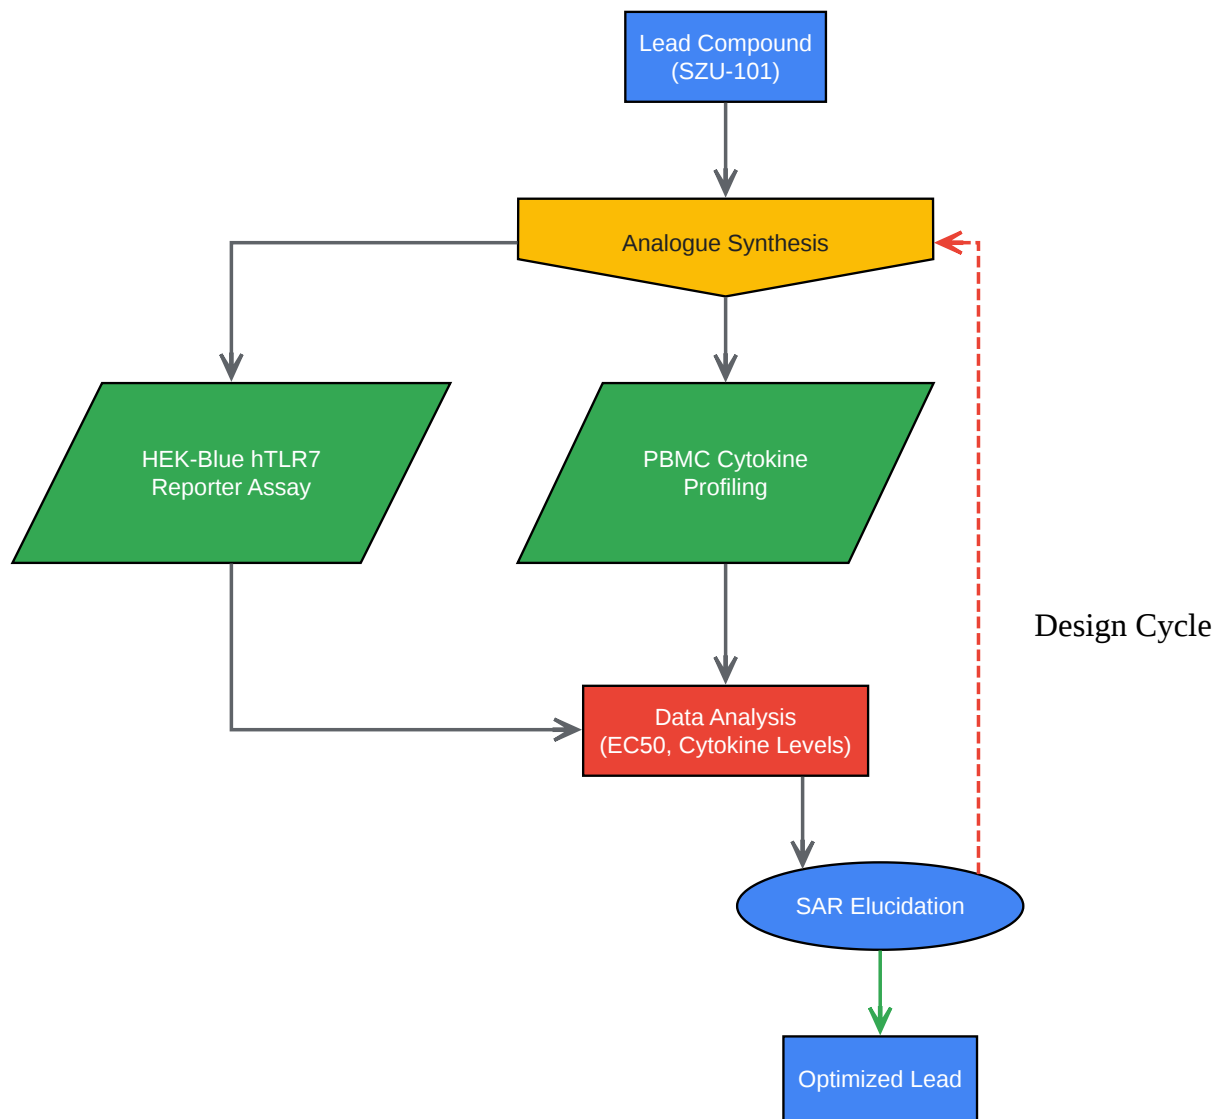 Lead Compound
(SZU-101)
Analogue Synthesis
HEK-Blue hTLR7
Reporter Assay
PBMC Cytokine
Profiling
Design Cycle
Data Analysis
(EC50, Cytokine Levels)
SAR Elucidation
Optimized Lead